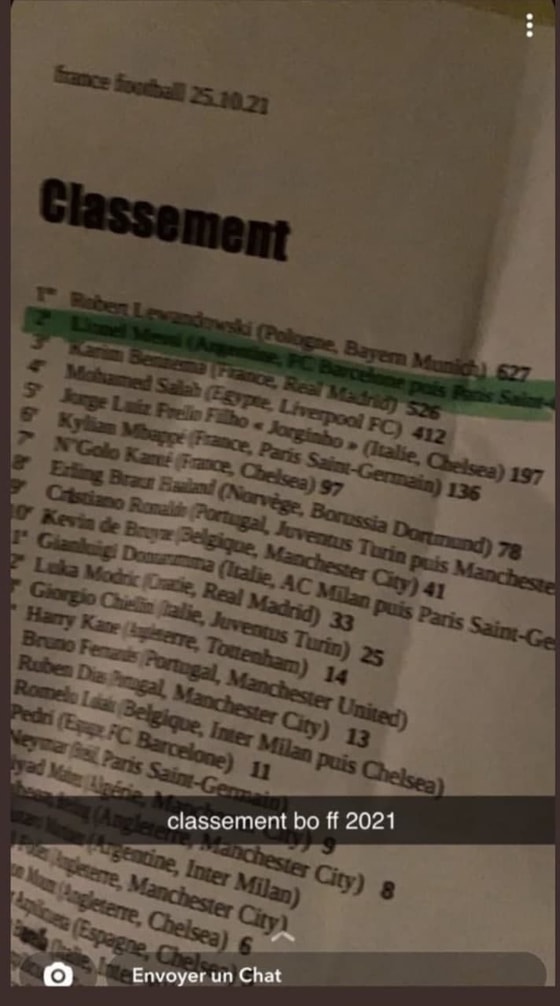 france football 25.10.21
Classement
1er Robert Lewandowski (Pologne, Bayern Munich) 627
2e Lionel Messi (Argentine, FC Barcelone puis Paris Saint-
3e Karim Benzema (France, Real Madrid) 526
4e Mohamed Salah (Egypte, Liverpool FC) 412
5e Jorge Luiz Frello Filho « Jorginho » (Italie, Chelsea) 197
6e Kylian Mbappé (France, Paris Saint-Germain) 136
7e N'Golo Kanté (France, Chelsea) 97
8e Erling Braut Haaland (Norvège, Borussia Dortmund) 78
9e Cristiano Ronaldo (Portugal, Juventus Turin puis Mancheste
10e Kevin de Bruyne (Belgique, Manchester City) 41
Gianluigi Donnarumma (Italie, AC Milan puis Paris Saint-Ge
Luka Modric (Croatie, Real Madrid) 33
Giorgio Chiellini (Italie, Juventus Turin) 25
Harry Kane (Angleterre, Tottenham) 14
Bruno Fernandes (Portugal, Manchester United)
Ruben Dias (Portugal, Manchester City) 13
Romelo Lukaku (Belgique, Inter Milan puis Chelsea)
Pedri (Espagne, FC Barcelone) 11
Neymar (Brésil, Paris Saint-Germain)
(Algérie, Manchester City) 9
classement bo ff 2021
(Angleterre, Manchester City) 8
(Argentine, Inter Milan)
(Angleterre, Manchester City)
(Angleterre, Chelsea) 6
(Espagne, Chelsea)
(Italie, Inter
Envoyer un Chat